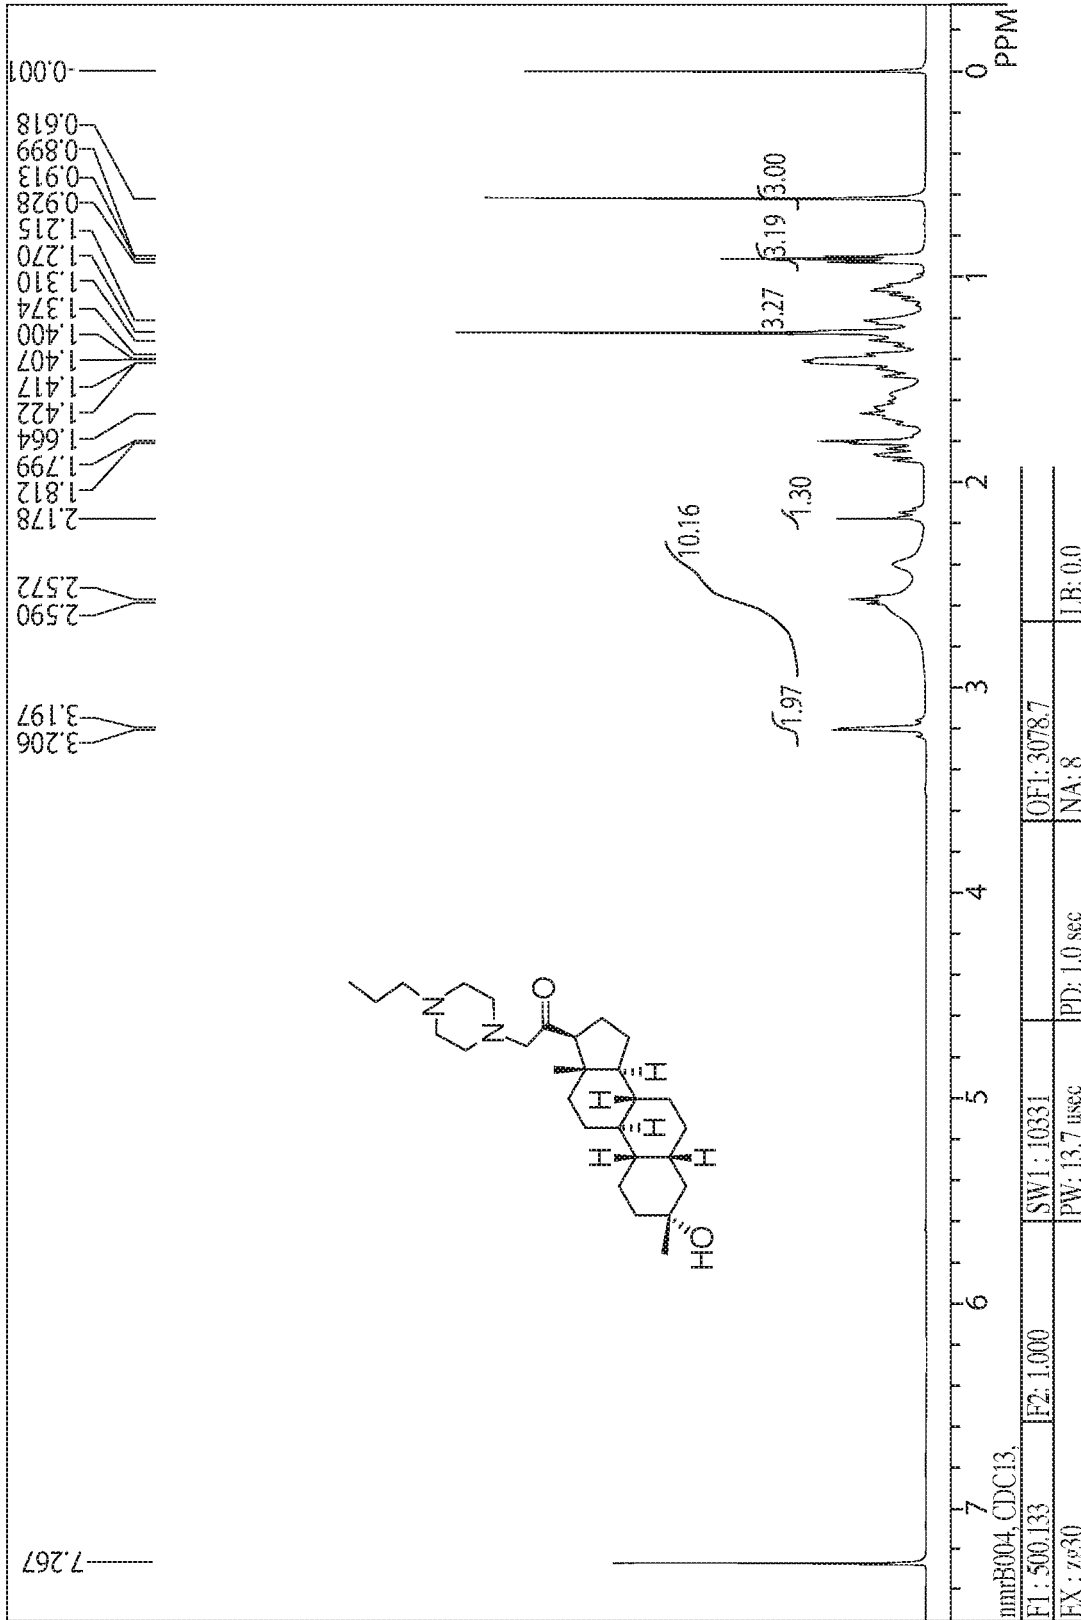 7.267
3.206
3.197
2.590
2.572
2.178
1.812
1.799
1.664
1.422
1.417
1.407
1.400
1.374
1.310
1.270
1.215
0.928
0.913
0.899
0.618
-0.001
N
N
O
H
H
H
H
H
HO
1.97
10.16
1.30
3.27
3.19
3.00
7
6
5
4
3
2
1
0
PPM
nmrB004, CDC13,
F1: 500.133 F2: 1.000 SW1: 10331 OF1: 3078.7
EX: zg30 PW: 13.7 usec PD: 1.0 sec NA: 8 LB: 0.0